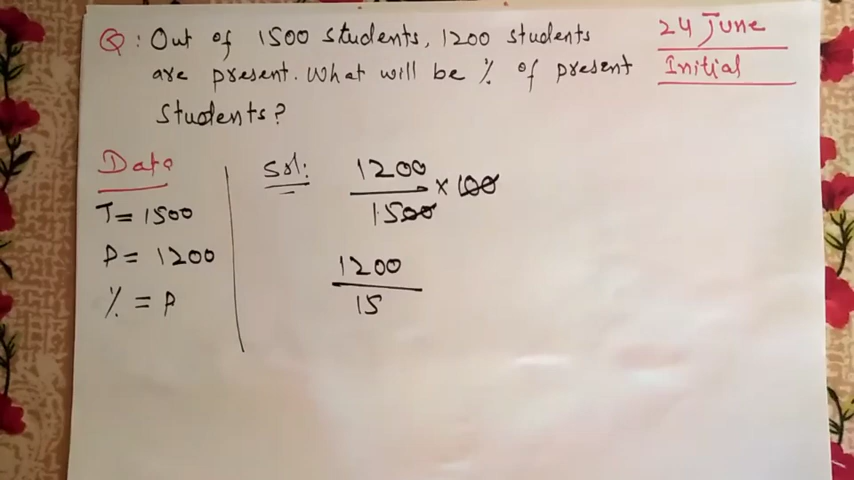 Q: Out of 1500 students, 1200 students
are present. What will be % of present
students?
24 June
Initial
Data
T = 1500
P = 1200
% = P
Sol:
1200
× 100
1500
1200
15